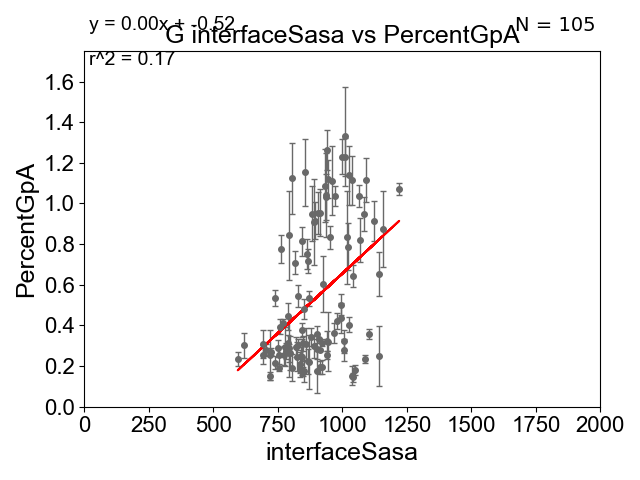 y = 0.00x + -0.52
N = 105
G interfaceSasa vs PercentGpA
r^2 = 0.17
PercentGpA
1.6
1.4
1.2
1.0
0.8
0.6
0.4
0.2
0.0
0 250 500 750 1000 1250 1500 1750 2000
interfaceSasa